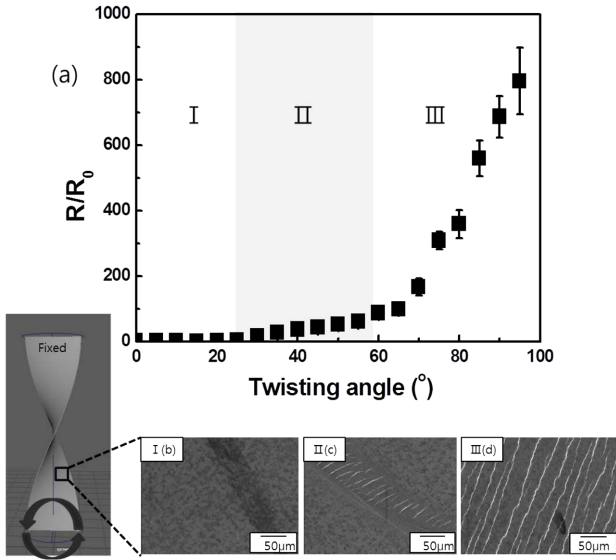 (a)
R/R0
1000
800
600
400
200
0
I
II
III
0 20 40 60 80 100
Twisting angle (°)
Fixed
I (b)
50μm
II (c)
50μm
III (d)
50μm